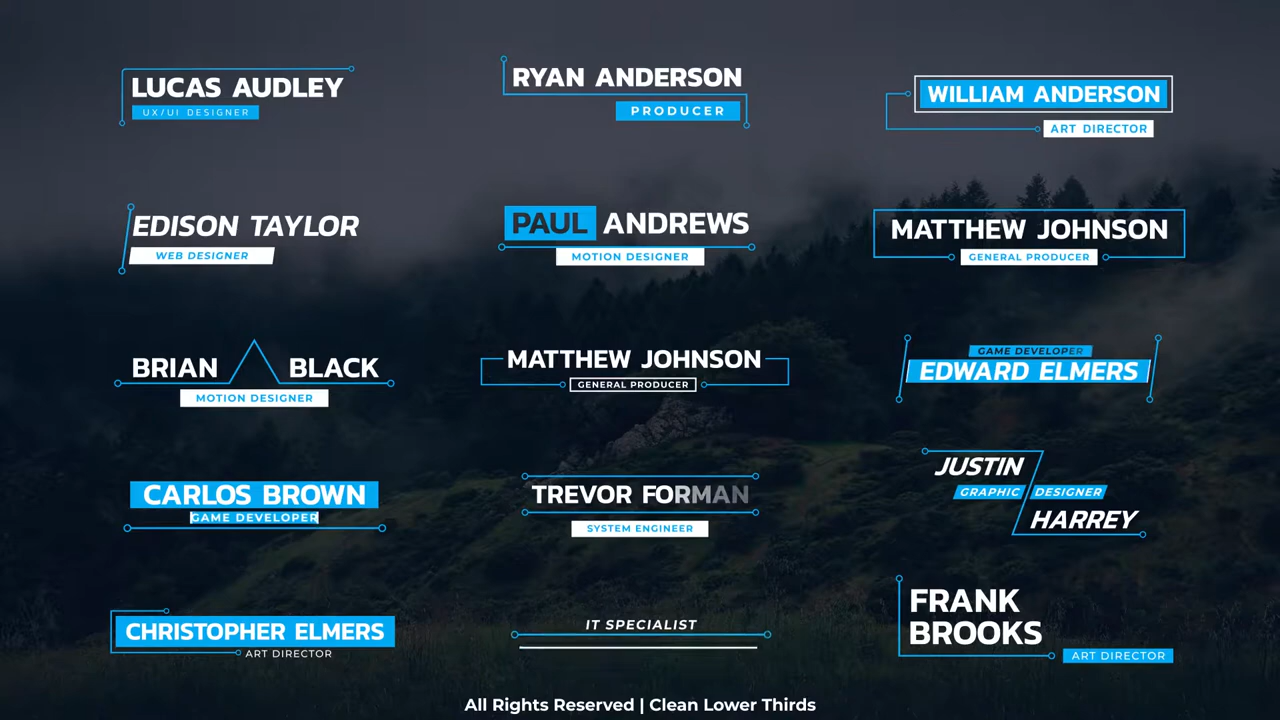 LUCAS AUDLEY
UX/UI DESIGNER
RYAN ANDERSON
PRODUCER
WILLIAM ANDERSON
ART DIRECTOR
EDISON TAYLOR
WEB DESIGNER
PAUL ANDREWS
MOTION DESIGNER
MATTHEW JOHNSON
GENERAL PRODUCER
BRIAN BLACK
MOTION DESIGNER
MATTHEW JOHNSON
GENERAL PRODUCER
GAME DEVELOPER
EDWARD ELMERS
CARLOS BROWN
GAME DEVELOPER
TREVOR FORMAN
SYSTEM ENGINEER
JUSTIN
GRAPHIC DESIGNER
HARREY
CHRISTOPHER ELMERS
ART DIRECTOR
IT SPECIALIST
FRANK
BROOKS
ART DIRECTOR
All Rights Reserved | Clean Lower Thirds